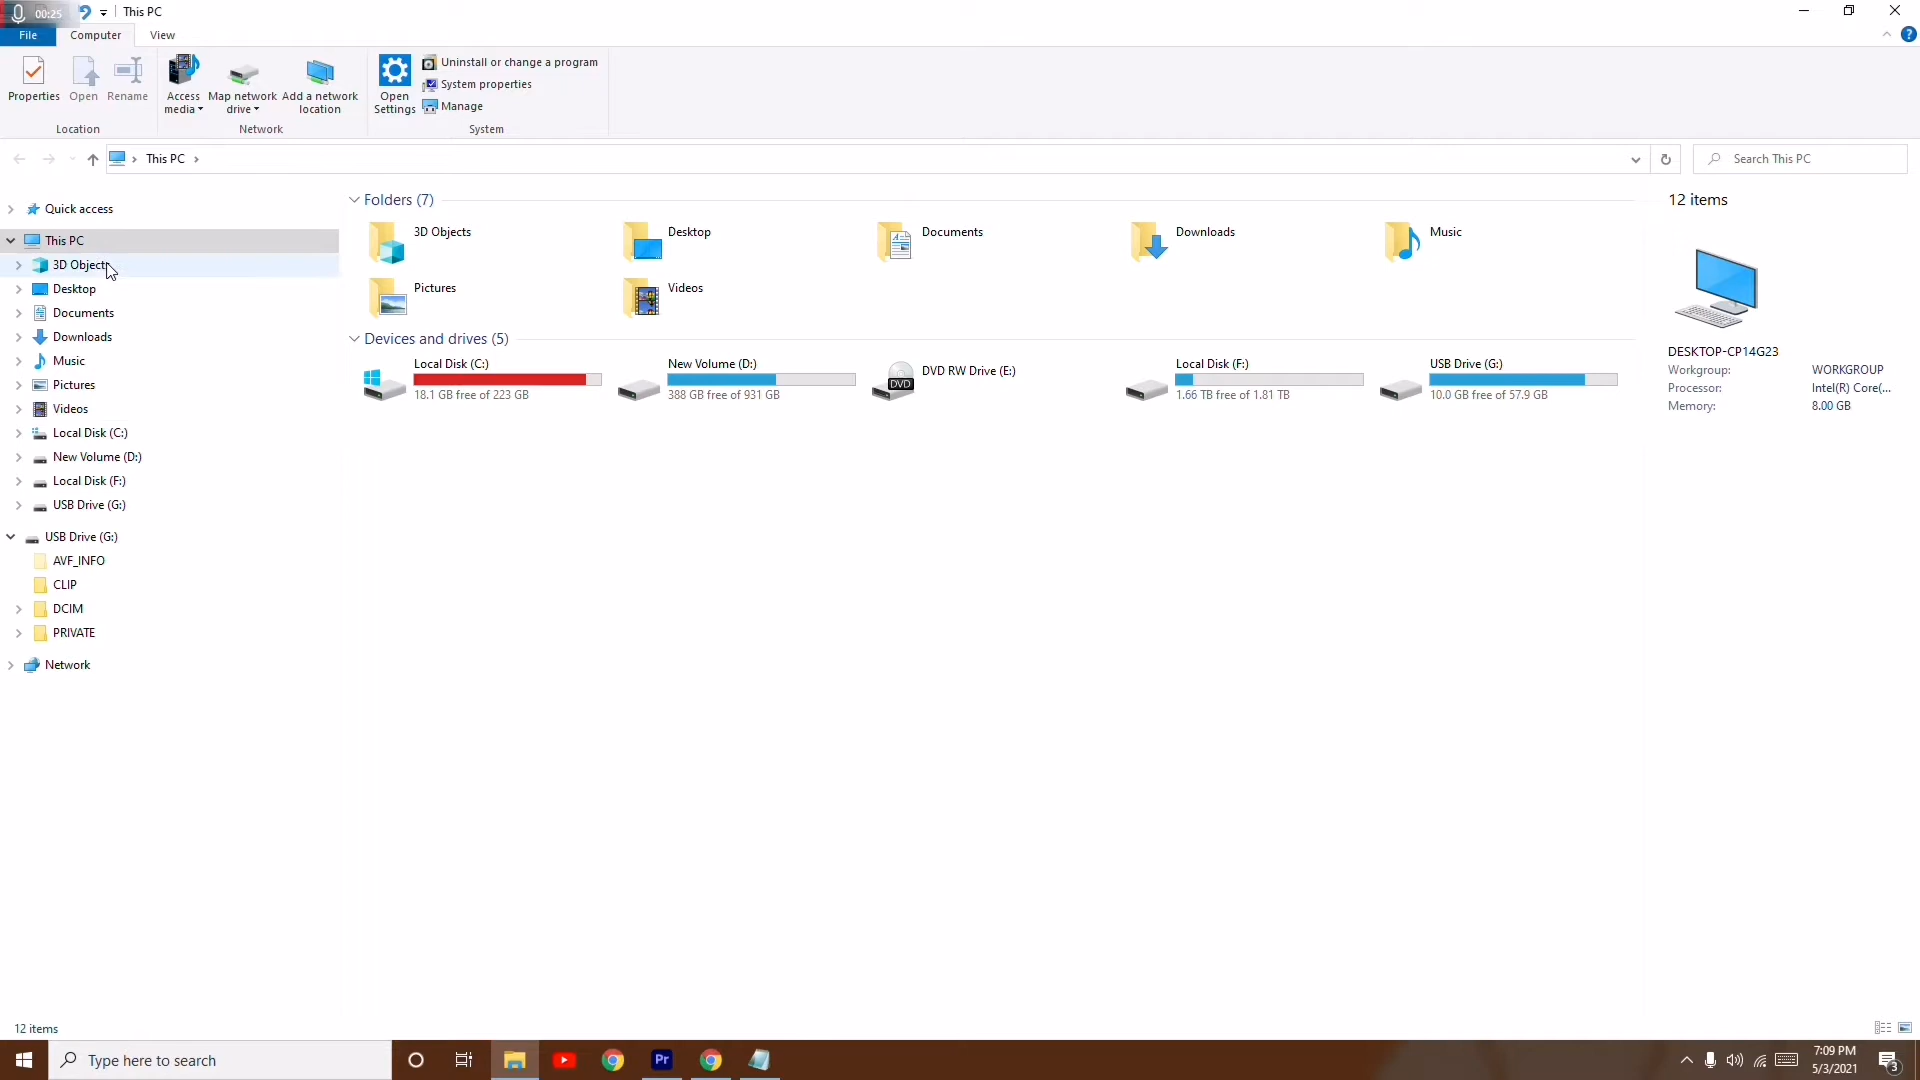 00:25
This PC
File
Computer
View
?
Properties
Open
Rename
Access media
Map network drive
Add a network location
Open Settings
Uninstall or change a program
System properties
Manage
Location
Network
System
This PC
Search This PC
Quick access
This PC
3D Object
Desktop
Documents
Downloads
Music
Pictures
Videos
Local Disk (C:)
New Volume (D:)
Local Disk (F:)
USB Drive (G:)
USB Drive (G:)
AVF_INFO
CLIP
DCIM
PRIVATE
Network
Folders (7)
3D Objects
Desktop
Documents
Downloads
Music
Pictures
Videos
Devices and drives (5)
Local Disk (C:)
18.1 GB free of 223 GB
New Volume (D:)
388 GB free of 931 GB
DVD
DVD RW Drive (E:)
Local Disk (F:)
1.66 TB free of 1.81 TB
USB Drive (G:)
10.0 GB free of 57.9 GB
12 items
DESKTOP-CP14G23
Workgroup: WORKGROUP
Processor: Intel(R) Core(...
Memory: 8.00 GB
12 items
Type here to search
Pr
7:09 PM
5/3/2021
3